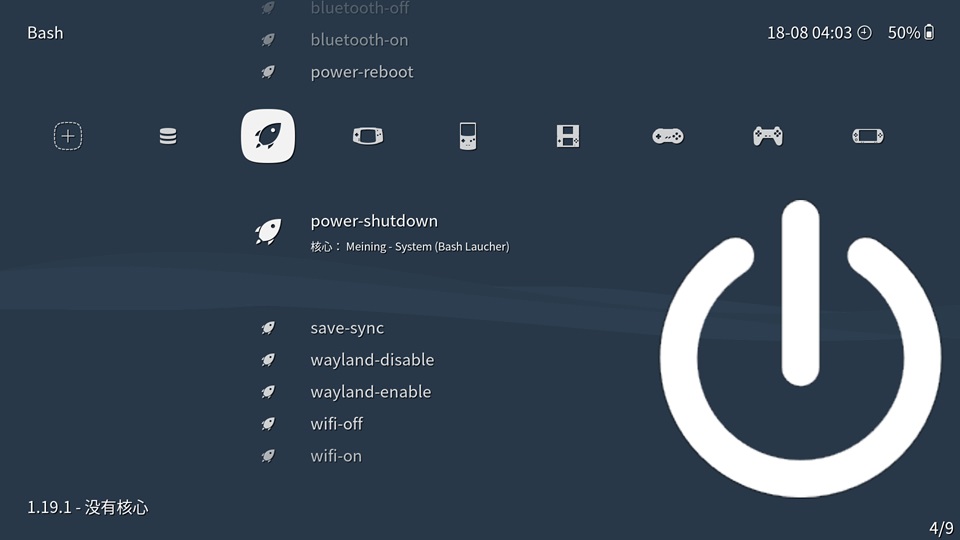 bluetooth-off
Bash
18-08 04:03
50%
bluetooth-on
power-reboot
power-shutdown
核心： Meining - System (Bash Laucher)
save-sync
wayland-disable
wayland-enable
wifi-off
wifi-on
1.19.1 - 没有核心
4/9